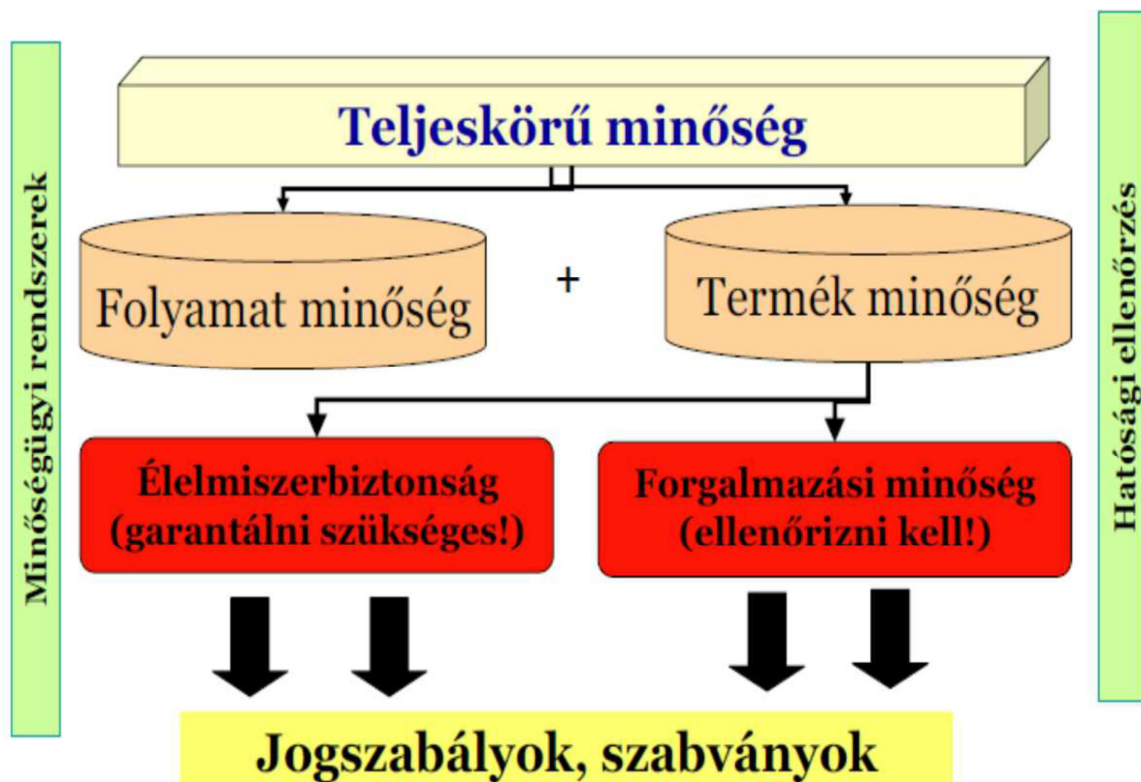 Minőségügyi rendszerek
Teljeskörű minőség
Folyamat minőség
+
Termék minőség
Élelmiszerbiztonság
(garantálni szükséges!)
Forgalmazási minőség
(ellenőrizni kell!)
Jogszabályok, szabványok
Hatósági ellenőrzés